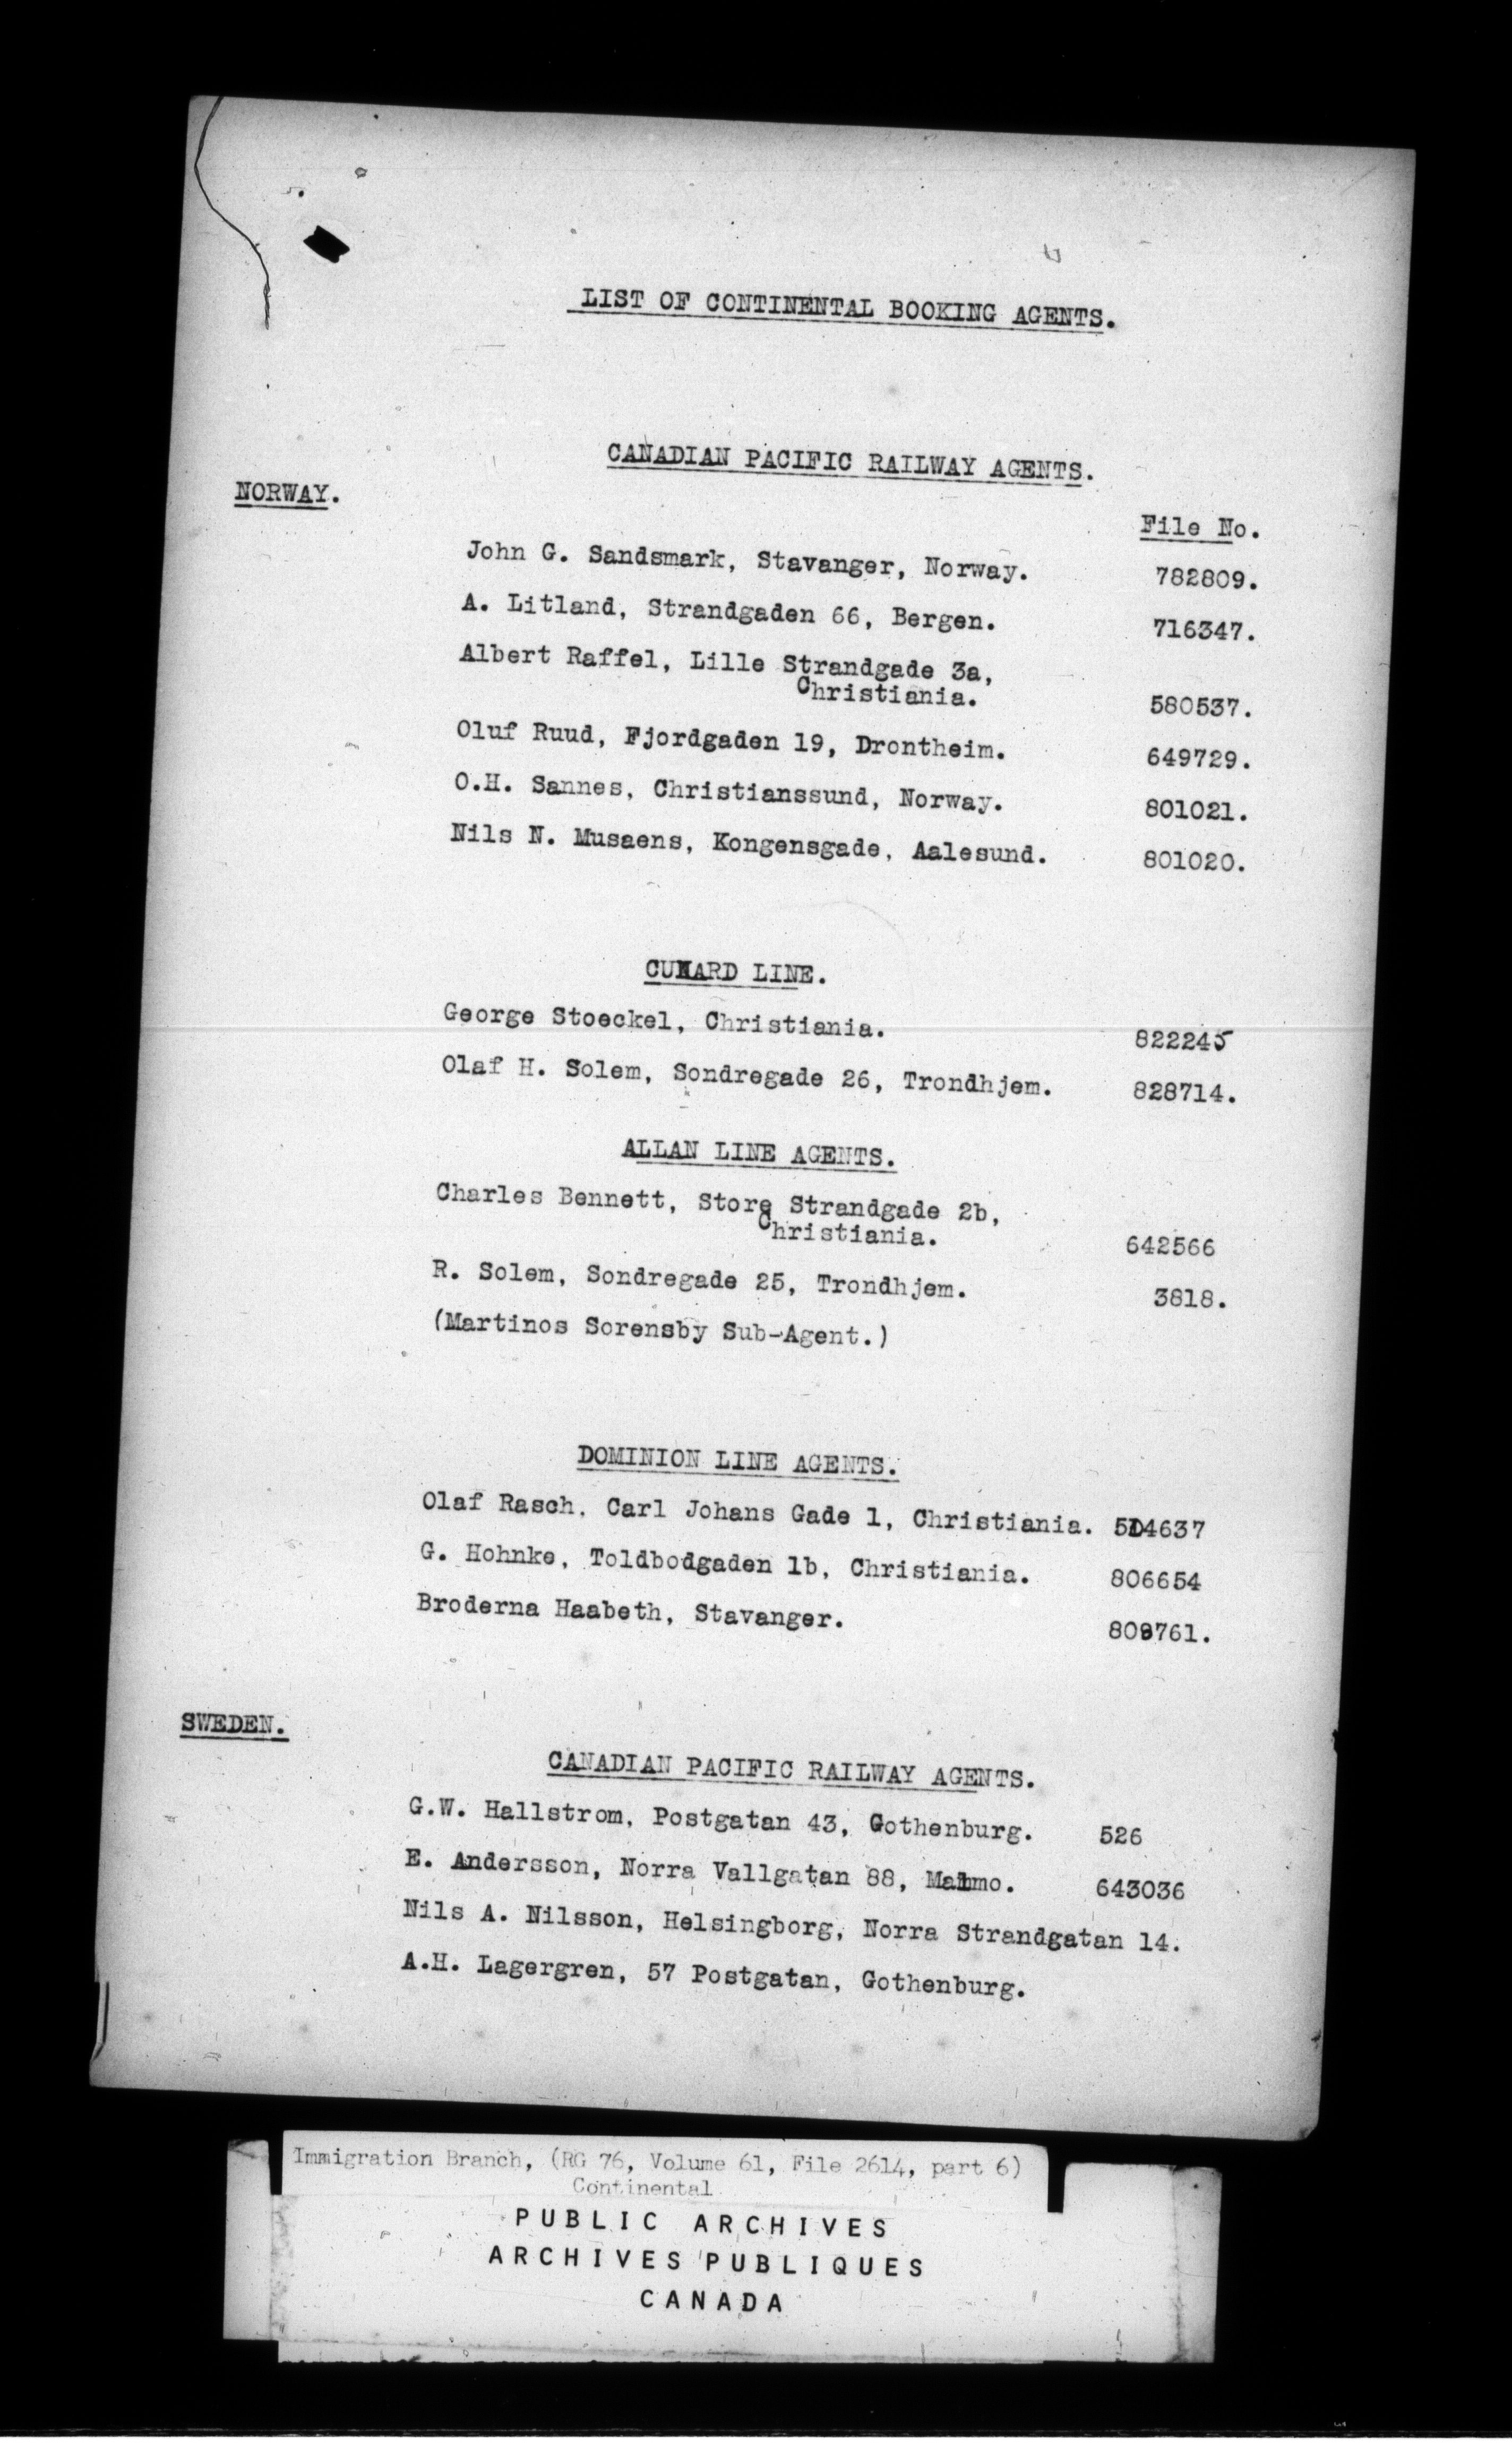 LIST OF CONTINENTAL BOOKING AGENTS.
CANADIAN PACIFIC RAILWAY AGENTS.
NORWAY.
File No.
John G. Sandsmark, Stavanger, Norway. 782809.
A. Litland, Strandgaden 66, Bergen. 716347.
Albert Raffel, Lille Strandgade 3a,
Christiania. 580537.
Oluf Ruud, Fjordgaden 19, Drontheim. 649729.
O.H. Sannes, Christianssund, Norway. 801021.
Nils N. Musaens, Kongensgade, Aalesund. 801020.
CUNARD LINE.
George Stoeckel, Christiania. 822245
Olaf H. Solem, Sondregade 26, Trondhjem. 828714.
ALLAN LINE AGENTS.
Charles Bennett, Store Strandgade 2b,
Christiania. 642566
R. Solem, Sondregade 25, Trondhjem. 3818.
(Martinos Sorensby Sub-Agent.)
DOMINION LINE AGENTS.
Olaf Rasch, Carl Johans Gade 1, Christiania.
G. Hohnke, Toldbodgaden 1b, Christiania. 806654
Broderna Haabeth, Stavanger.
SWEDEN.
CANADIAN PACIFIC RAILWAY AGENTS.
G.W. Hallstrom, Postgatan 43, Gothenburg. 526
E. Andersson, Norra Vallgatan 88, Malmo. 643036
Nils A. Nilsson, Helsingborg, Norra Strandgatan 14.
A.H. Lagergren, 57 Postgatan, Gothenburg.
Immigration Branch, (RG 76, Volume 61, File 2614, part 6)
Continental
PUBLIC ARCHIVES
ARCHIVES PUBLIQUES
CANADA